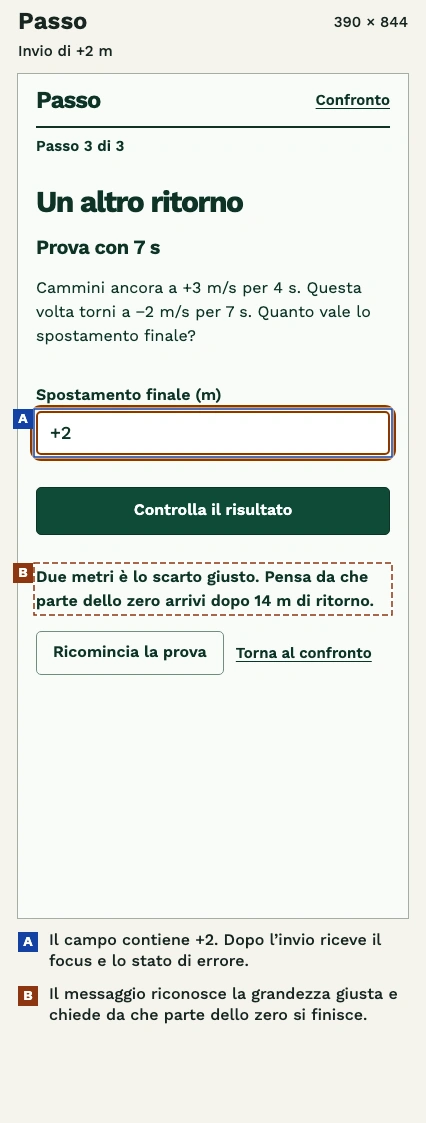 Passo
390 × 844
Invio di +2 m
Passo
Confronto
Passo 3 di 3
Un altro ritorno
Prova con 7 s
Cammini ancora a +3 m/s per 4 s. Questa
volta torni a −2 m/s per 7 s. Quanto vale lo
spostamento finale?
Spostamento finale (m)
A
+2
Controlla il risultato
B
Due metri è lo scarto giusto. Pensa da che
parte dello zero arrivi dopo 14 m di ritorno.
Ricomincia la prova
Torna al confronto
A
Il campo contiene +2. Dopo l’invio riceve il
focus e lo stato di errore.
B
Il messaggio riconosce la grandezza giusta e
chiede da che parte dello zero si finisce.